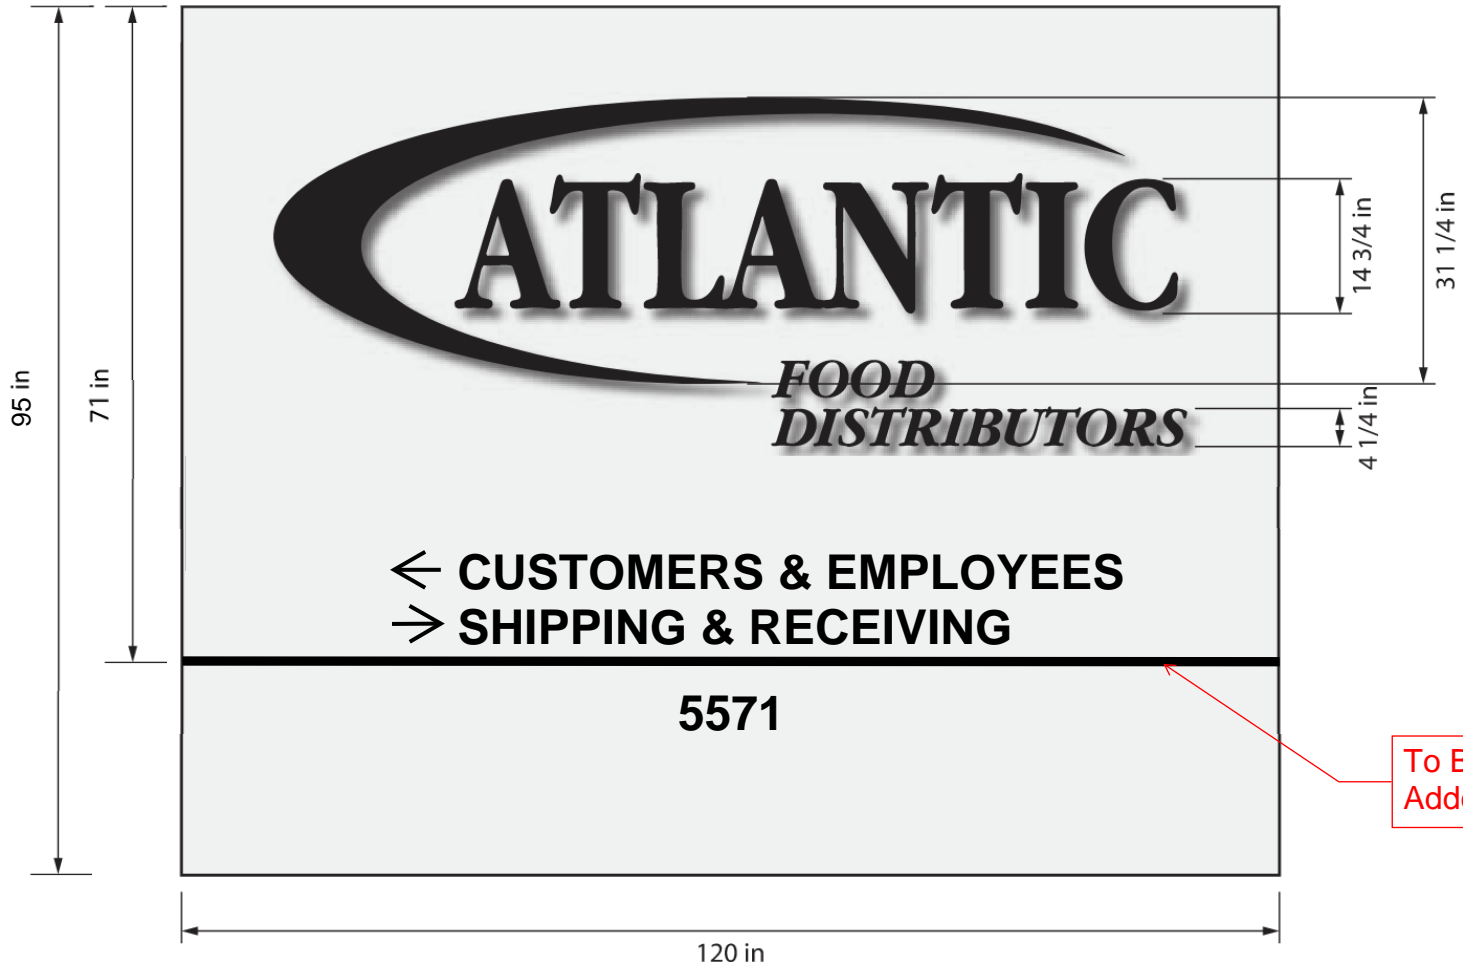 ATLANTIC
FOOD
DISTRIBUTORS
← CUSTOMERS & EMPLOYEES
→ SHIPPING & RECEIVING
5571
95 in
71 in
14 3/4 in
31 1/4 in
4 1/4 in
120 in
To